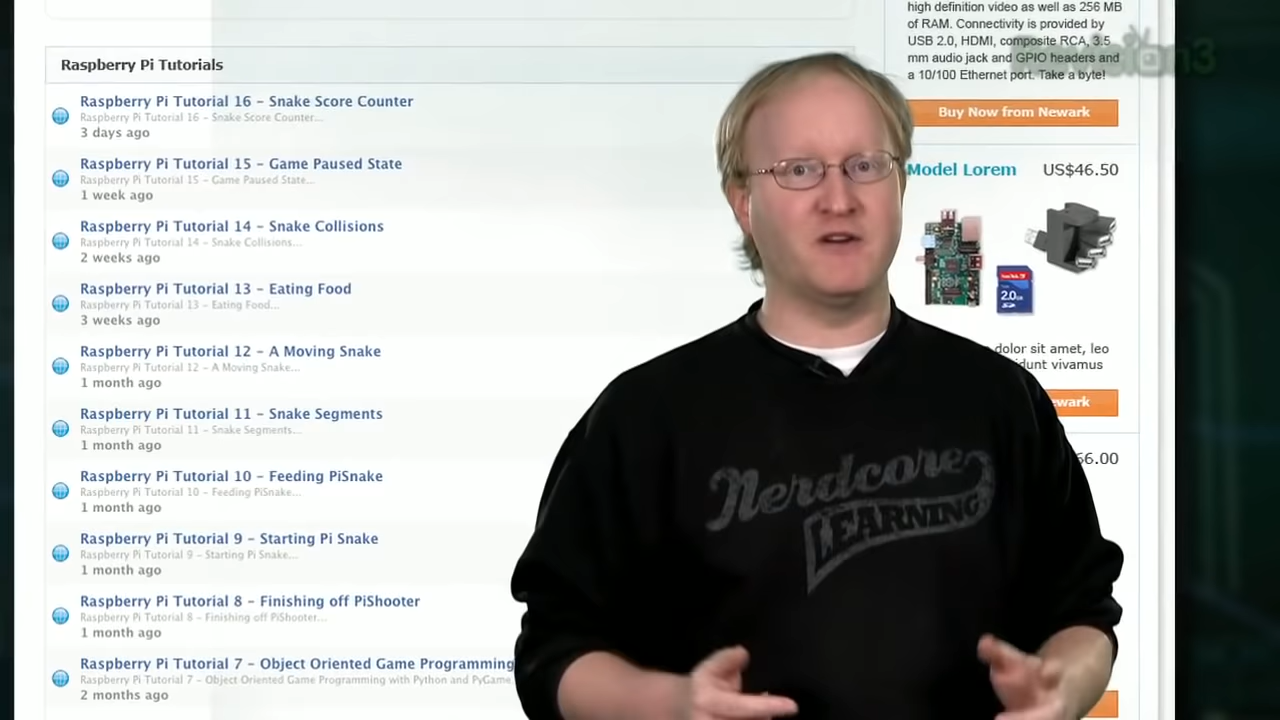 high definition video as well as 256 MB
of RAM. Connectivity is provided by
USB 2.0, HDMI, composite RCA, 3.5
mm audio jack and GPIO headers and
a 10/100 Ethernet port. Take a byte!
Revision3
Buy Now from Newark
Raspberry Pi Tutorials
Raspberry Pi Tutorial 16 – Snake Score Counter
Raspberry Pi Tutorial 16 – Snake Score Counter...
3 days ago
Raspberry Pi Tutorial 15 – Game Paused State
Raspberry Pi Tutorial 15 – Game Paused State...
1 week ago
Raspberry Pi Tutorial 14 – Snake Collisions
Raspberry Pi Tutorial 14 – Snake Collisions...
2 weeks ago
Raspberry Pi Tutorial 13 – Eating Food
Raspberry Pi Tutorial 13 – Eating Food...
3 weeks ago
Raspberry Pi Tutorial 12 – A Moving Snake
Raspberry Pi Tutorial 12 – A Moving Snake...
1 month ago
Raspberry Pi Tutorial 11 – Snake Segments
Raspberry Pi Tutorial 11 – Snake Segments...
1 month ago
Raspberry Pi Tutorial 10 – Feeding PiSnake
Raspberry Pi Tutorial 10 – Feeding PiSnake...
1 month ago
Raspberry Pi Tutorial 9 – Starting Pi Snake
Raspberry Pi Tutorial 9 – Starting Pi Snake...
1 month ago
Raspberry Pi Tutorial 8 – Finishing off PiShooter
Raspberry Pi Tutorial 8 – Finishing off PiShooter...
1 month ago
Raspberry Pi Tutorial 7 – Object Oriented Game Programming
Raspberry Pi Tutorial 7 – Object Oriented Game Programming with Python and PyGame
2 months ago
Model Lorem US$46.50
SanDisk
2.0GB
dolor sit amet, leo
idunt vivamus
ewark
66.00
Nerdcore
LEARNING